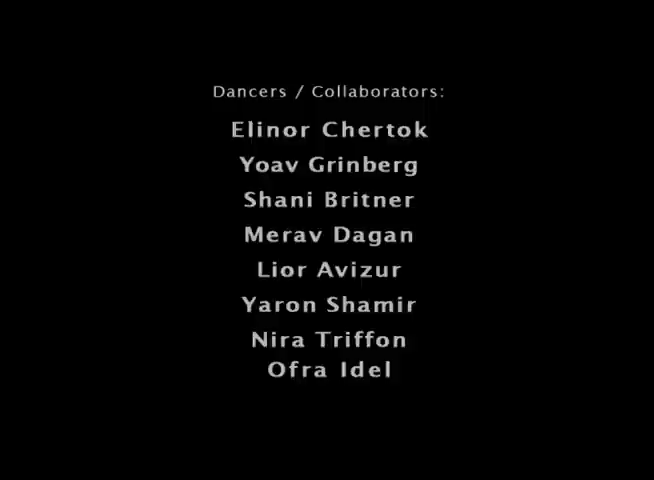 Dancers / Collaborators:
Elinor Chertok
Yoav Grinberg
Shani Britner
Merav Dagan
Lior Avizur
Yaron Shamir
Nira Triffon
Ofra Idel